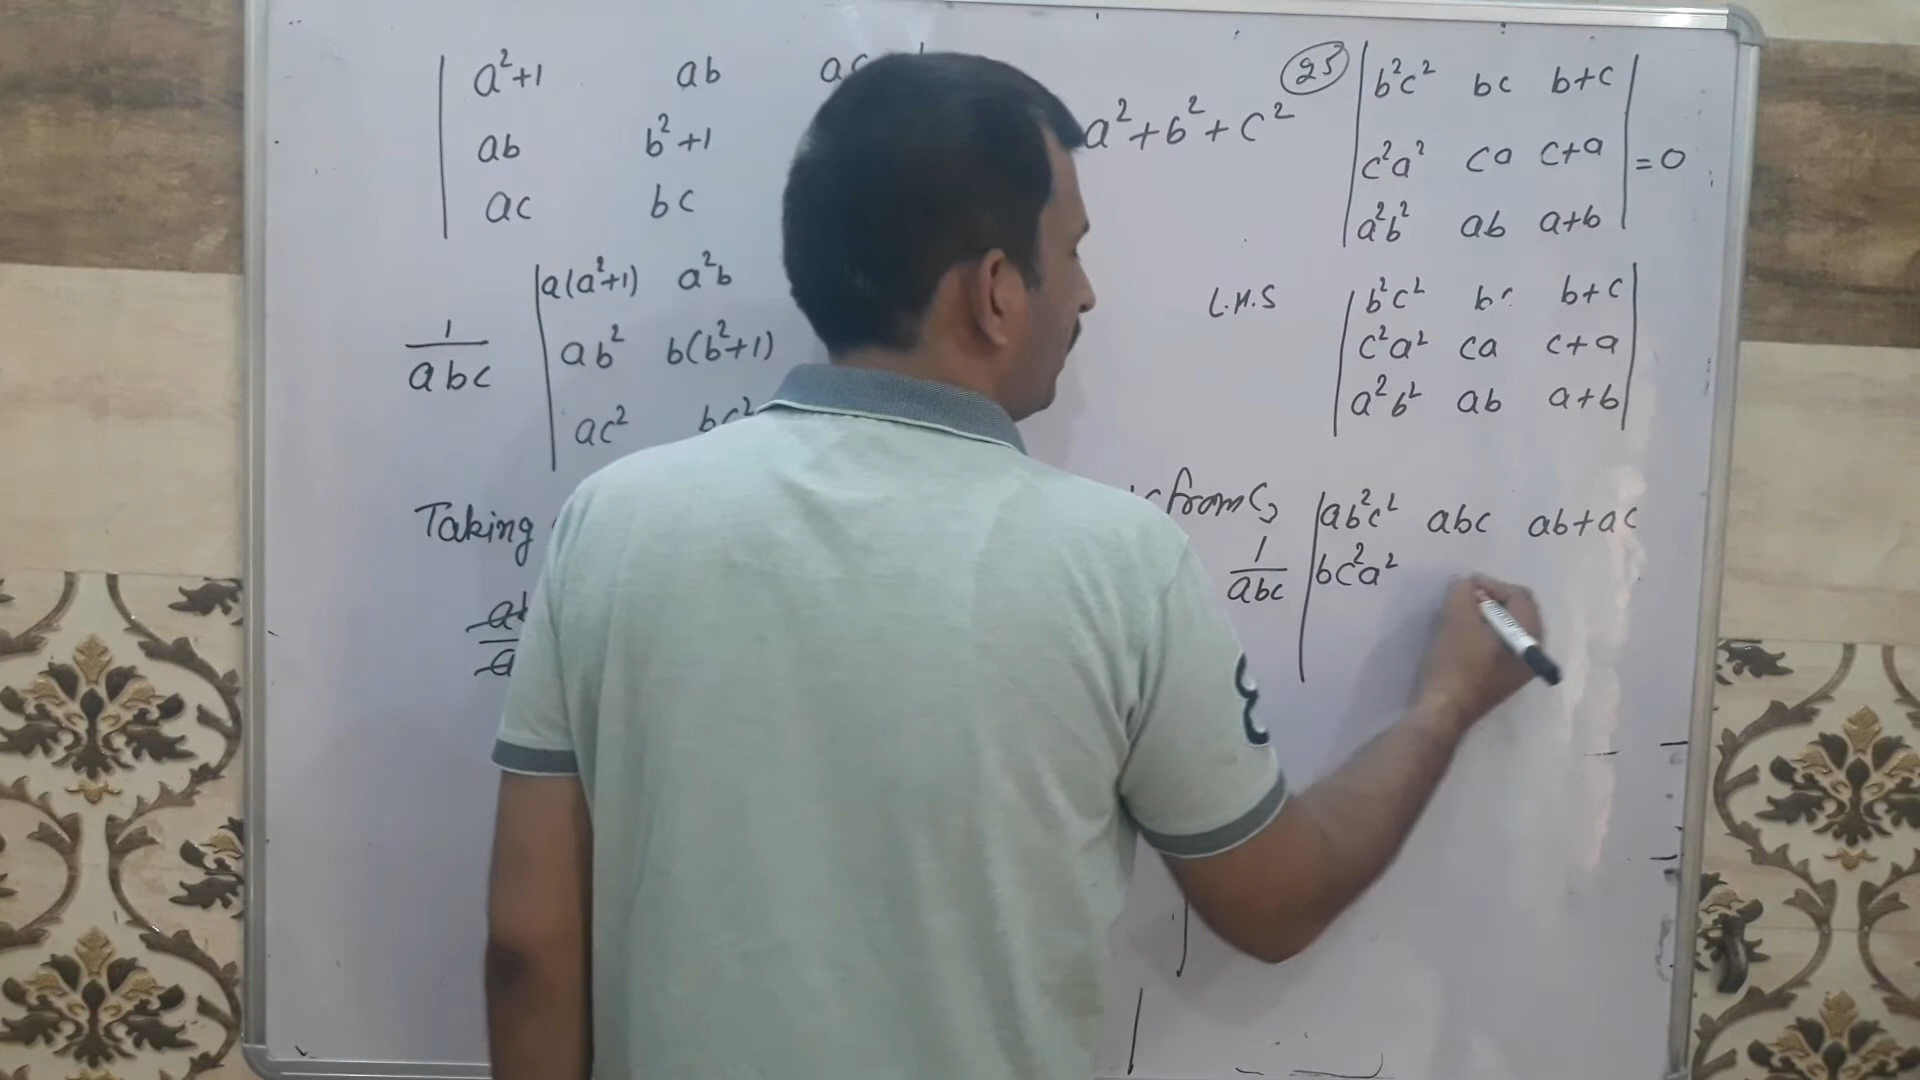 a²+1 ab ac
ab b²+1
ac bc
a(a²+1) a²b
1/abc ab² b(b²+1)
ac² bc²
Taking
a²+b²+c²
25 | b²c² bc b+c |
| c²a² ca c+a | =0
| a²b² ab a+b |
L.H.S | b²c² b b+c |
| c²a² ca c+a |
| a²b² ab a+b |
from C
| ab²c² abc ab+ac
1/abc | bc²a²